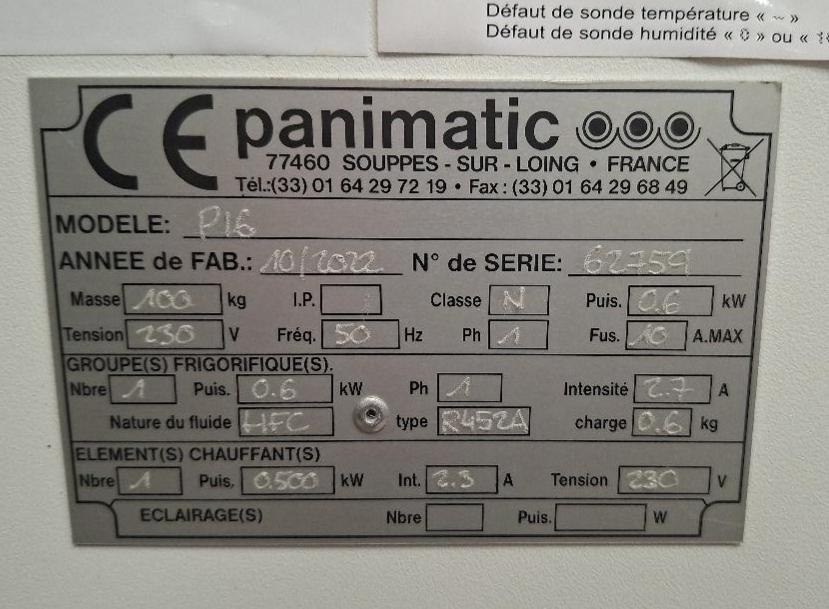 Défaut de sonde température « ~ »
Défaut de sonde humidité « » ou «
CE panimatic
77460 SOUPPES - SUR - LOING • FRANCE
Tél.:(33) 01 64 29 72 19 • Fax : (33) 01 64 29 68 49
MODELE: P16
ANNEE de FAB.: 10/2022 N° de SERIE: 62759
Masse 100 kg I.P. Classe N Puis. 0.6 kW
Tension 230 V Fréq. 50 Hz Ph 1 Fus. 10 A.MAX
GROUPE(S) FRIGORIFIQUE(S).
Nbre 1 Puis. 0.6 kW Ph 1 Intensité 2.7 A
Nature du fluide HFC type R452A charge 0.6 kg
ELEMENT(S) CHAUFFANT(S)
Nbre 1 Puis. 0.500 kW Int. 2.3 A Tension 230 V
ECLAIRAGE(S) Nbre Puis. W